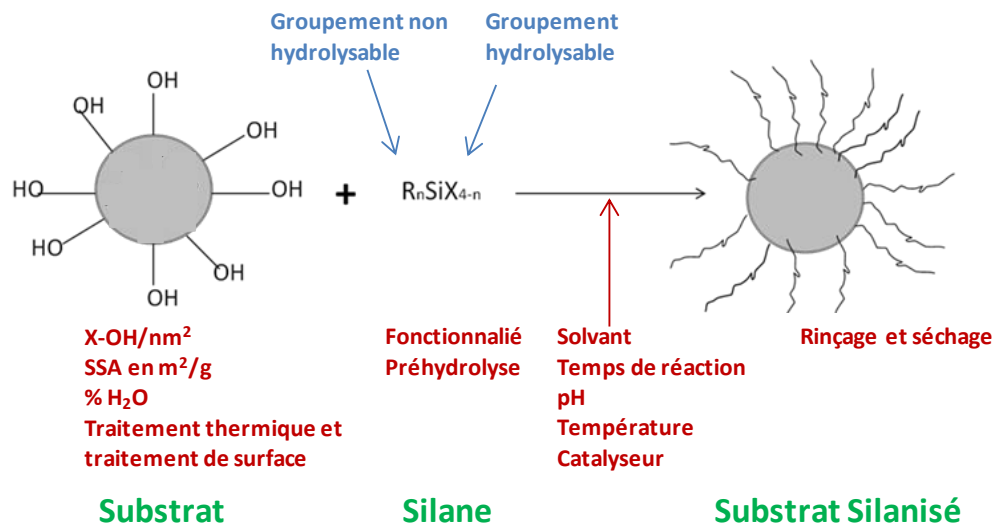 Groupement non
hydrolysable
Groupement
hydrolysable
OH
OH
OH
HO
OH
HO
OH
OH
+
RnSiX4-n
X-OH/nm²
SSA en m²/g
% H₂O
Traitement thermique et
traitement de surface
Fonctionnalié
Préhydrolyse
Solvant
Temps de réaction
pH
Température
Catalyseur
Rinçage et séchage
Substrat
Silane
Substrat Silanisé